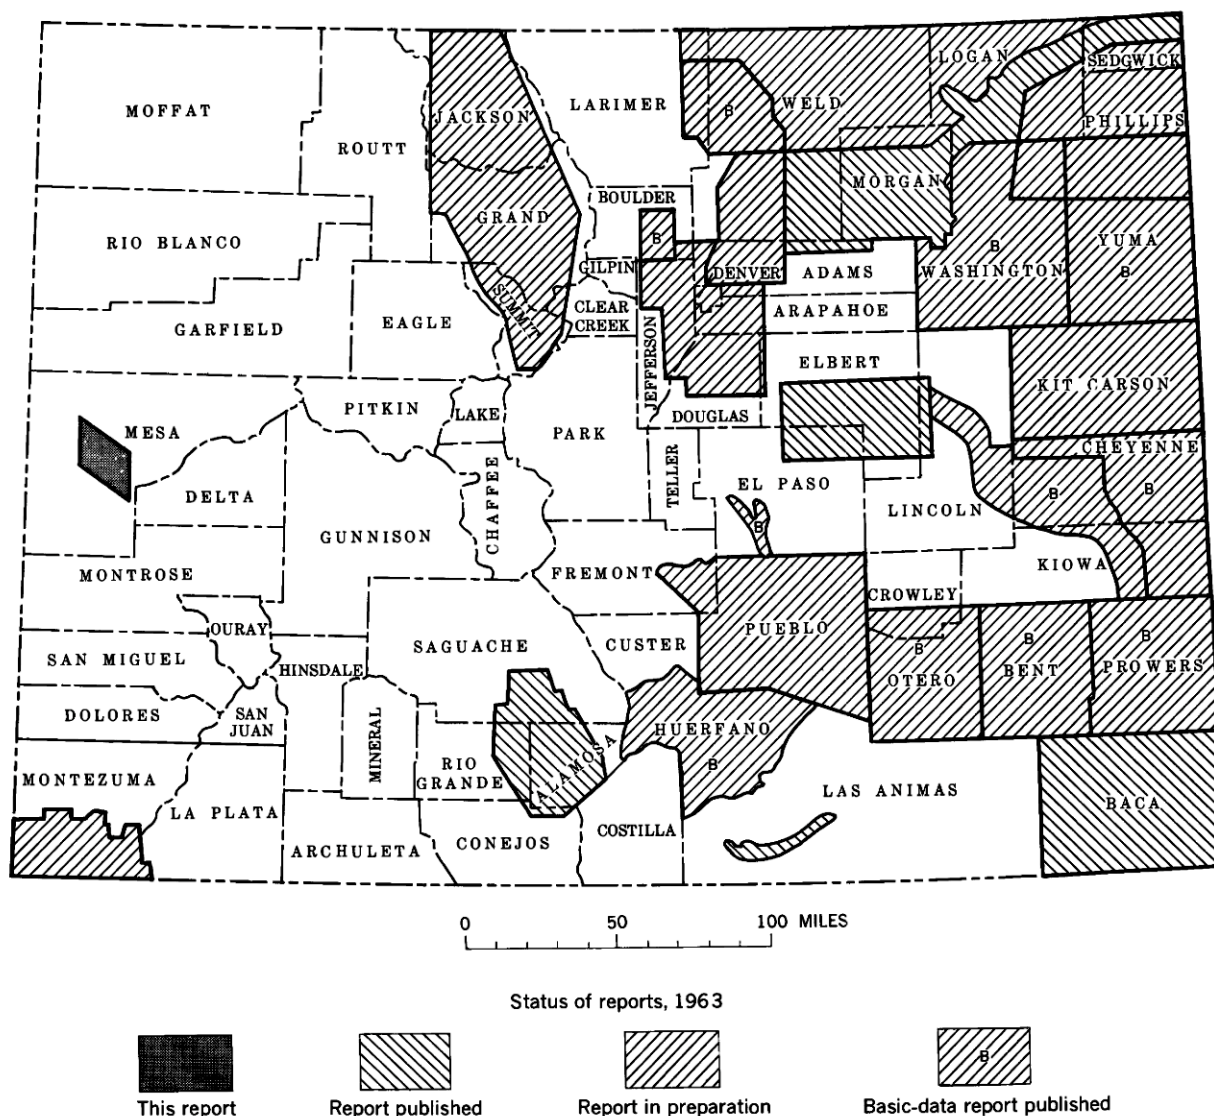 LOGAN
SEDGWICK
MOFFAT
LARIMER
WELD
B
JACKSON
PHILLIPS
ROUTT
MORGAN
BOULDER
GRAND
RIO BLANCO
B
B
YUMA
GILPIN
DENVER
ADAMS
WASHINGTON
B
SUMMIT
CLEAR
CREEK
ARAPAHOE
EAGLE
GARFIELD
JEFFERSON
ELBERT
KIT CARSON
PITKIN
LAKE
DOUGLAS
MESA
PARK
CHEYENNE
TELLER
EL PASO
B
B
DELTA
CHAFFEE
LINCOLN
GUNNISON
B
KIOWA
MONTROSE
FREMONT
CROWLEY
OURAY
PUEBLO
SAGUACHE
CUSTER
B
B
B
SAN MIGUEL
HINSDALE
OTERO
BENT
PROWERS
DOLORES
SAN
JUAN
MINERAL
HUERFANO
ALAMOSA
RIO
GRANDE
B
MONTEZUMA
LAS ANIMAS
BACA
LA PLATA
COSTILLA
CONEJOS
ARCHULETA
0 50 100 MILES
Status of reports, 1963
B
This report
Report published
Report in preparation
Basic-data report published